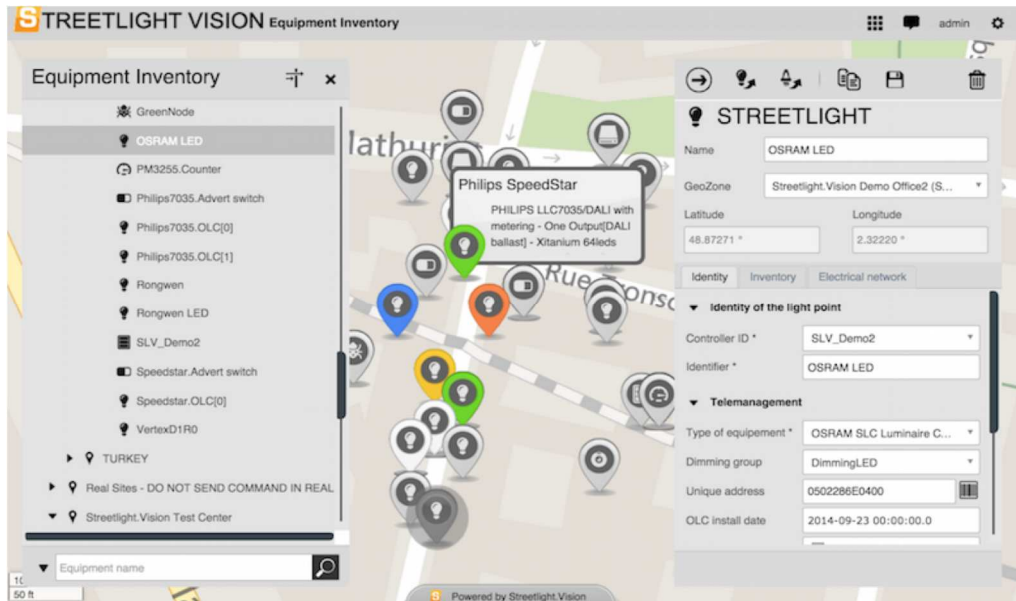 STREETLIGHT VISION Equipment Inventory
admin
Equipment Inventory
GreenNode
OSRAM LED
PM3255.Counter
Philips7035.Advert switch
Philips7035.OLC[0]
Philips7035.OLC[1]
Rongwen
Rongwen LED
SLV_Demo2
Speedstar.Advert switch
Speedstar.OLC[0]
VertexD1R0
TURKEY
Real Sites - DO NOT SEND COMMAND IN REAL
Streetlight.Vision Test Center
Equipment name
50 ft
Philips SpeedStar
PHILIPS LLC7035/DALI with
metering - One Output[DALI
ballast] - Xitanium 64leds
Rue
Powered by Streetlight.Vision
STREETLIGHT
Name OSRAM LED
GeoZone Streetlight.Vision Demo Office2 (S...
Latitude Longitude
48.87271 ° 2.32220 °
Identity Inventory Electrical network
Identity of the light point
Controller ID * SLV_Demo2
Identifier * OSRAM LED
Telemanagement
Type of equipement * OSRAM SLC Luminaire C...
Dimming group DimmingLED
Unique address 0502286E0400
OLC install date 2014-09-23 00:00:00.0